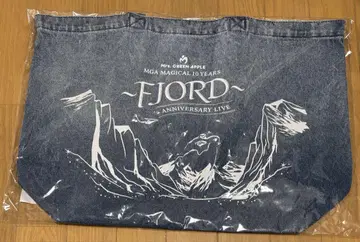 Mrs. GREEN APPLE
MGA MAGICAL 10 YEARS
~FJORD~
ANNIVERSARY LIVE